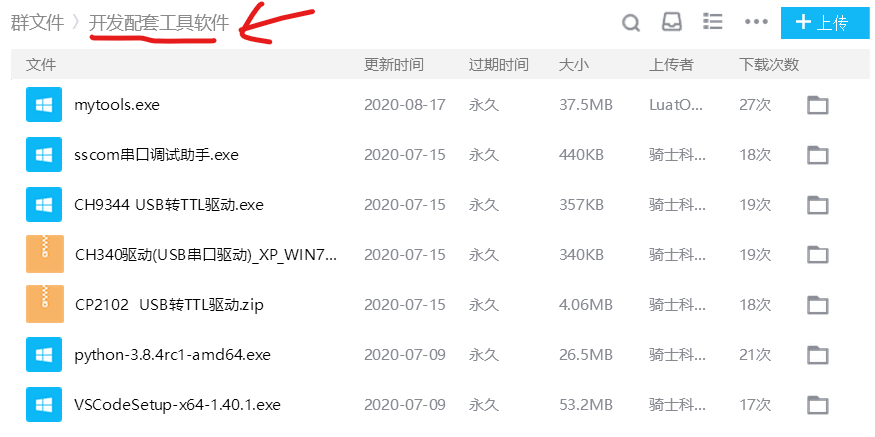 群文件 〉开发配套工具软件
上传
文件 更新时间 过期时间 大小 上传者 下载次数
mytools.exe 2020-08-17 永久 37.5MB LuatO... 27次
sscom串口调试助手.exe 2020-07-15 永久 440KB 骑士科... 18次
CH9344 USB转TTL驱动.exe 2020-07-15 永久 357KB 骑士科... 19次
CH340驱动(USB串口驱动)_XP_WIN7... 2020-07-15 永久 340KB 骑士科... 19次
CP2102 USB转TTL驱动.zip 2020-07-15 永久 4.06MB 骑士科... 18次
python-3.8.4rc1-amd64.exe 2020-07-09 永久 26.5MB 骑士科... 21次
VSCodeSetup-x64-1.40.1.exe 2020-07-09 永久 53.2MB 骑士科... 17次